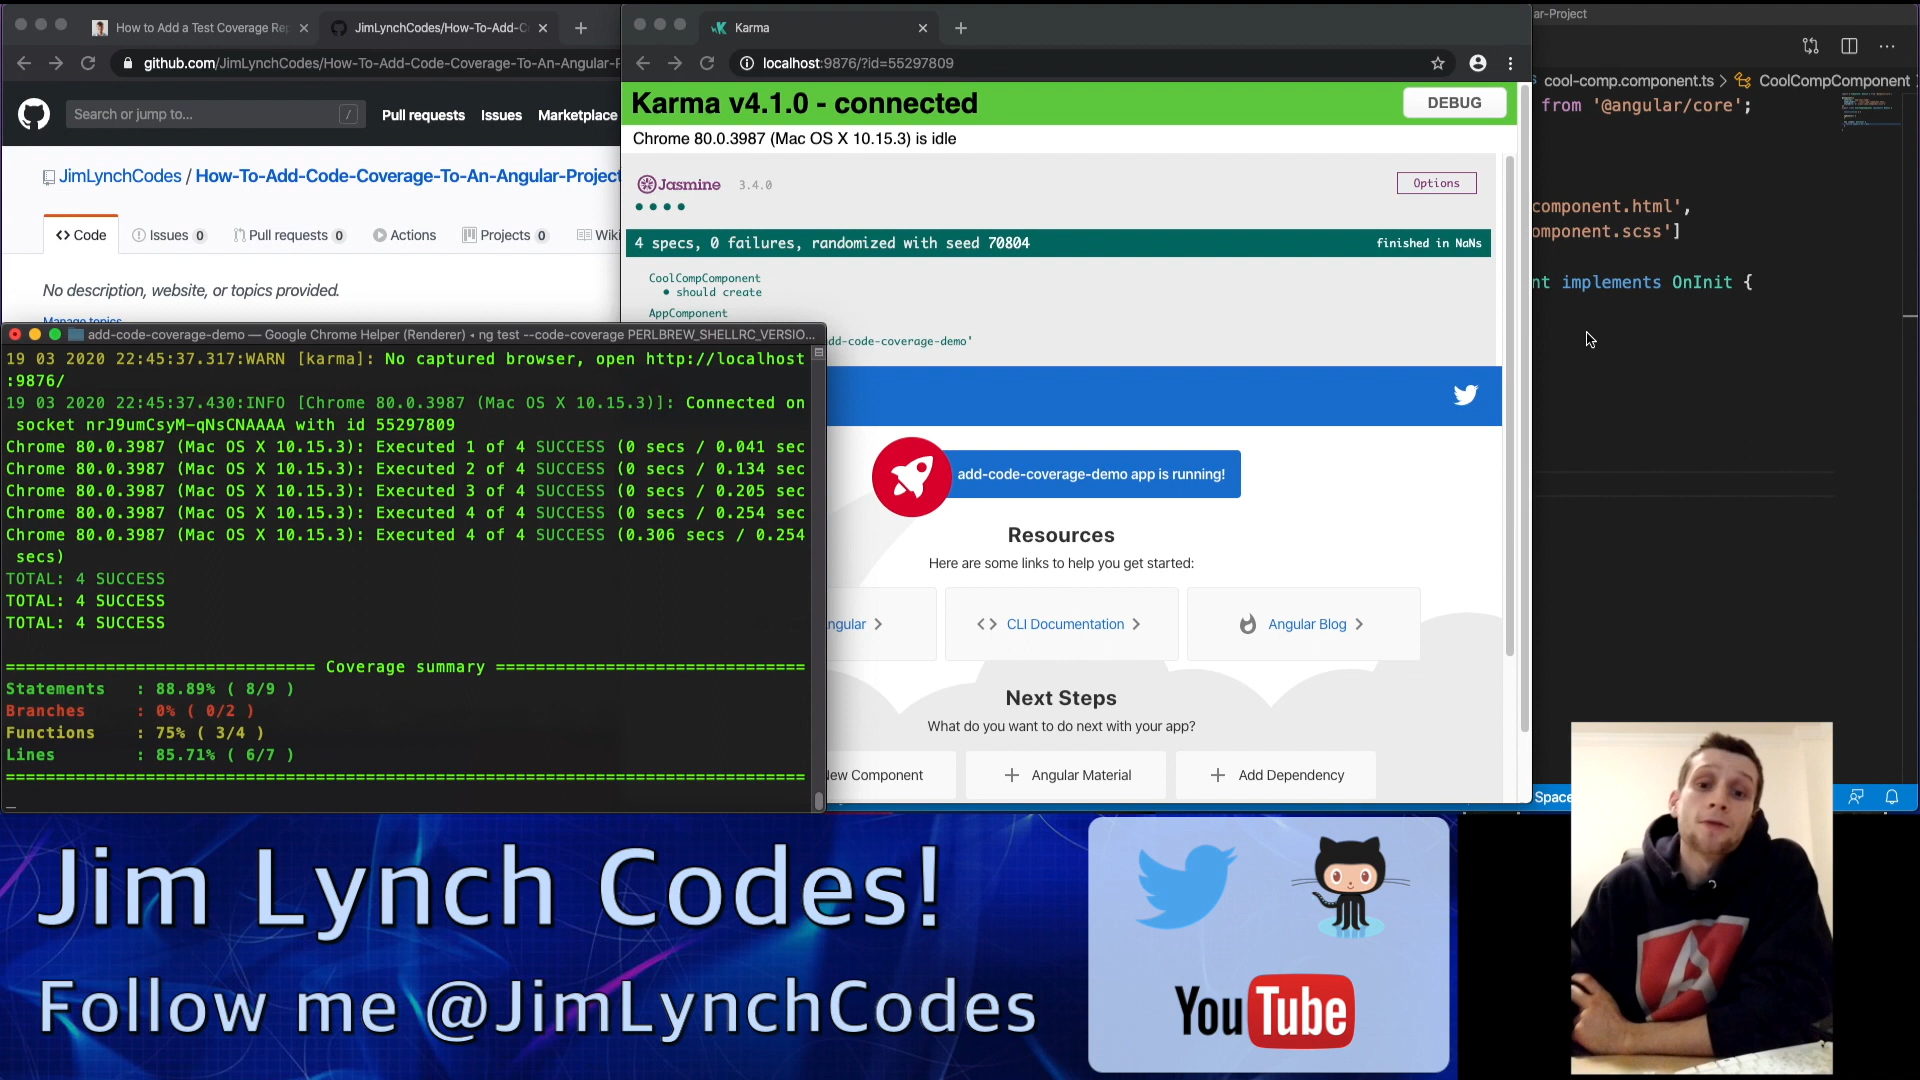 How to Add a Test Coverage Re
JimLynchCodes/How-To-Add-C
github.com/JimLynchCodes/How-To-Add-Code-Coverage-To-An-Angular-P
Search or jump to...
/
Pull requests Issues Marketplace
JimLynchCodes / How-To-Add-Code-Coverage-To-An-Angular-Project
Code Issues 0 Pull requests 0 Actions Projects 0 Wiki
No description, website, or topics provided.
Manage topics
Karma
localhost:9876/?id=55297809
Karma v4.1.0 - connected
DEBUG
Chrome 80.0.3987 (Mac OS X 10.15.3) is idle
Jasmine 3.4.0
Options
4 specs, 0 failures, randomized with seed 70804
finished in NaNs
CoolCompComponent
• should create
AppComponent
dd-code-coverage-demo'
add-code-coverage-demo app is running!
Resources
Here are some links to help you get started:
ngular
CLI Documentation
Angular Blog
Next Steps
What do you want to do next with your app?
New Component
Angular Material
Add Dependency
ar-Project
cool-comp.component.ts > CoolCompComponent
from '@angular/core';
component.html',
omponent.scss']
nt implements OnInit {
Space
add-code-coverage-demo — Google Chrome Helper (Renderer) ◂ ng test --code-coverage PERLBREW_SHELLRC_VERSIO...
19 03 2020 22:45:37.317:WARN [karma]: No captured browser, open http://localhost
:9876/
19 03 2020 22:45:37.430:INFO [Chrome 80.0.3987 (Mac OS X 10.15.3)]: Connected on
socket nrJ9umCsyM-qNsCNAAAA with id 55297809
Chrome 80.0.3987 (Mac OS X 10.15.3): Executed 1 of 4 SUCCESS (0 secs / 0.041 sec
Chrome 80.0.3987 (Mac OS X 10.15.3): Executed 2 of 4 SUCCESS (0 secs / 0.134 sec
Chrome 80.0.3987 (Mac OS X 10.15.3): Executed 3 of 4 SUCCESS (0 secs / 0.205 sec
Chrome 80.0.3987 (Mac OS X 10.15.3): Executed 4 of 4 SUCCESS (0 secs / 0.254 sec
Chrome 80.0.3987 (Mac OS X 10.15.3): Executed 4 of 4 SUCCESS (0.306 secs / 0.254
secs)
TOTAL: 4 SUCCESS
TOTAL: 4 SUCCESS
TOTAL: 4 SUCCESS
=============================== Coverage summary ===============================
Statements : 88.89% ( 8/9 )
Branches : 0% ( 0/2 )
Functions : 75% ( 3/4 )
Lines : 85.71% ( 6/7 )
================================================================================
Jim Lynch Codes!
Follow me @JimLynchCodes
YouTube